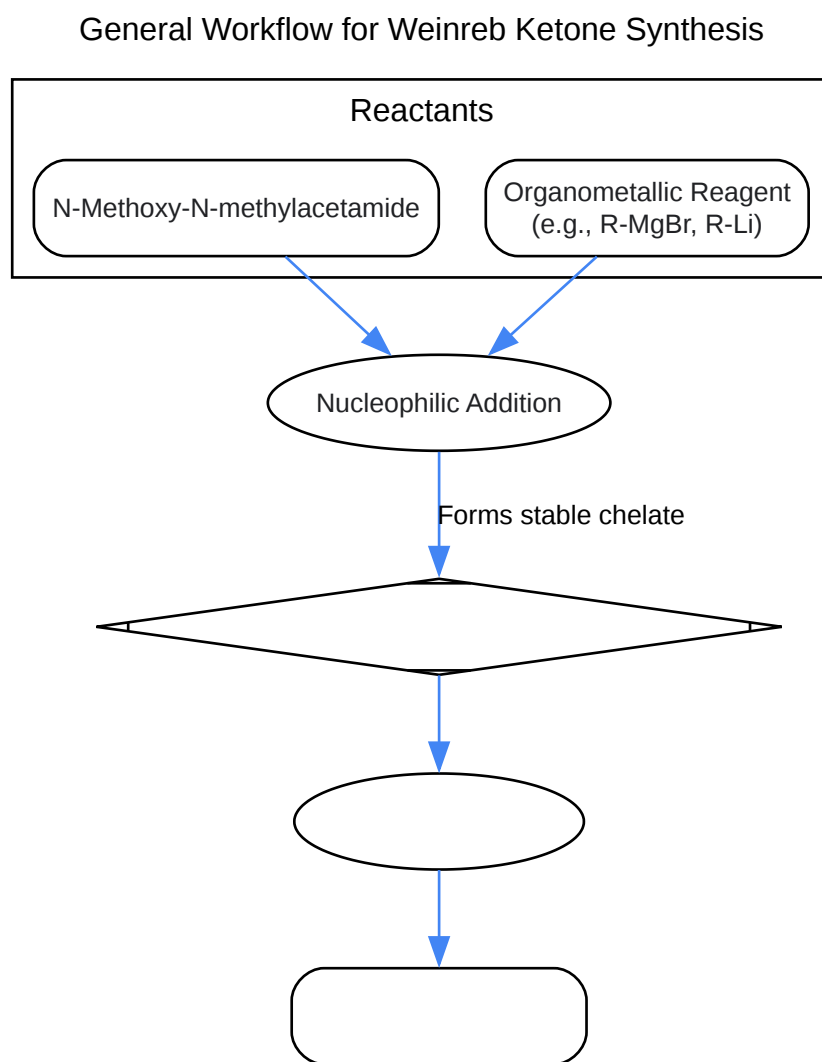 General Workflow for Weinreb Ketone Synthesis
Reactants
N-Methoxy-N-methylacetamide
Organometallic Reagent
(e.g., R-MgBr, R-Li)
Nucleophilic Addition
Forms stable chelate